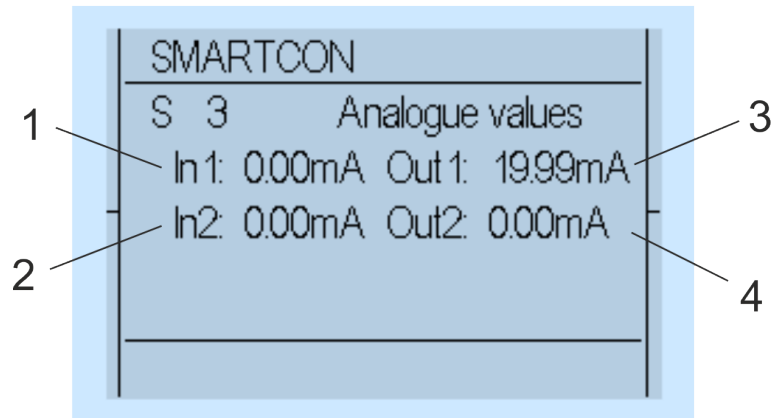 SMARTCON
S 3 Analogue values
1 In1: 0.00mA Out1: 19.99mA 3
2 In2: 0.00mA Out2: 0.00mA 4